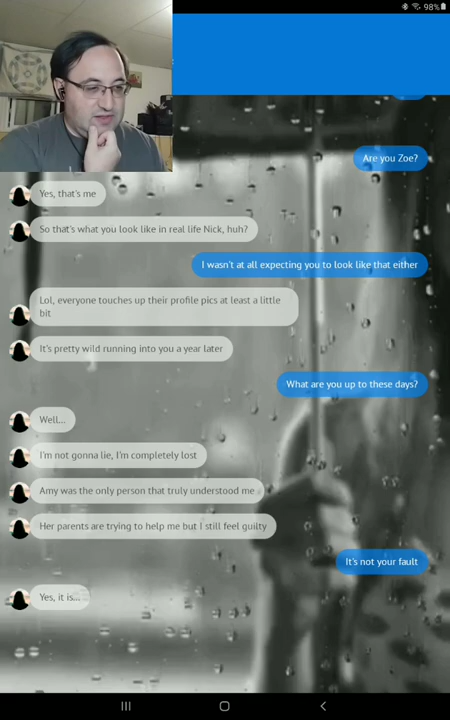 98%
Are you Zoe?
Yes, that's me
So that's what you look like in real life Nick, huh?
I wasn't at all expecting you to look like that either
Lol, everyone touches up their profile pics at least a little
bit
It's pretty wild running into you a year later
What are you up to these days?
Well...
I'm not gonna lie, I'm completely lost
Amy was the only person that truly understood me
Her parents are trying to help me but I still feel guilty
It's not your fault
Yes, it is...